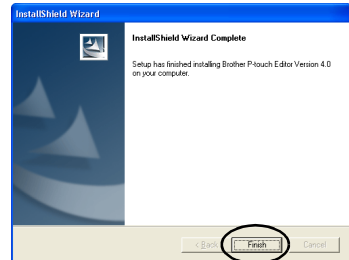 InstallShield Wizard
InstallShield Wizard Complete
Setup has finished installing Brother P-touch Editor Version 4.0
on your computer.
< Back
Finish
Cancel